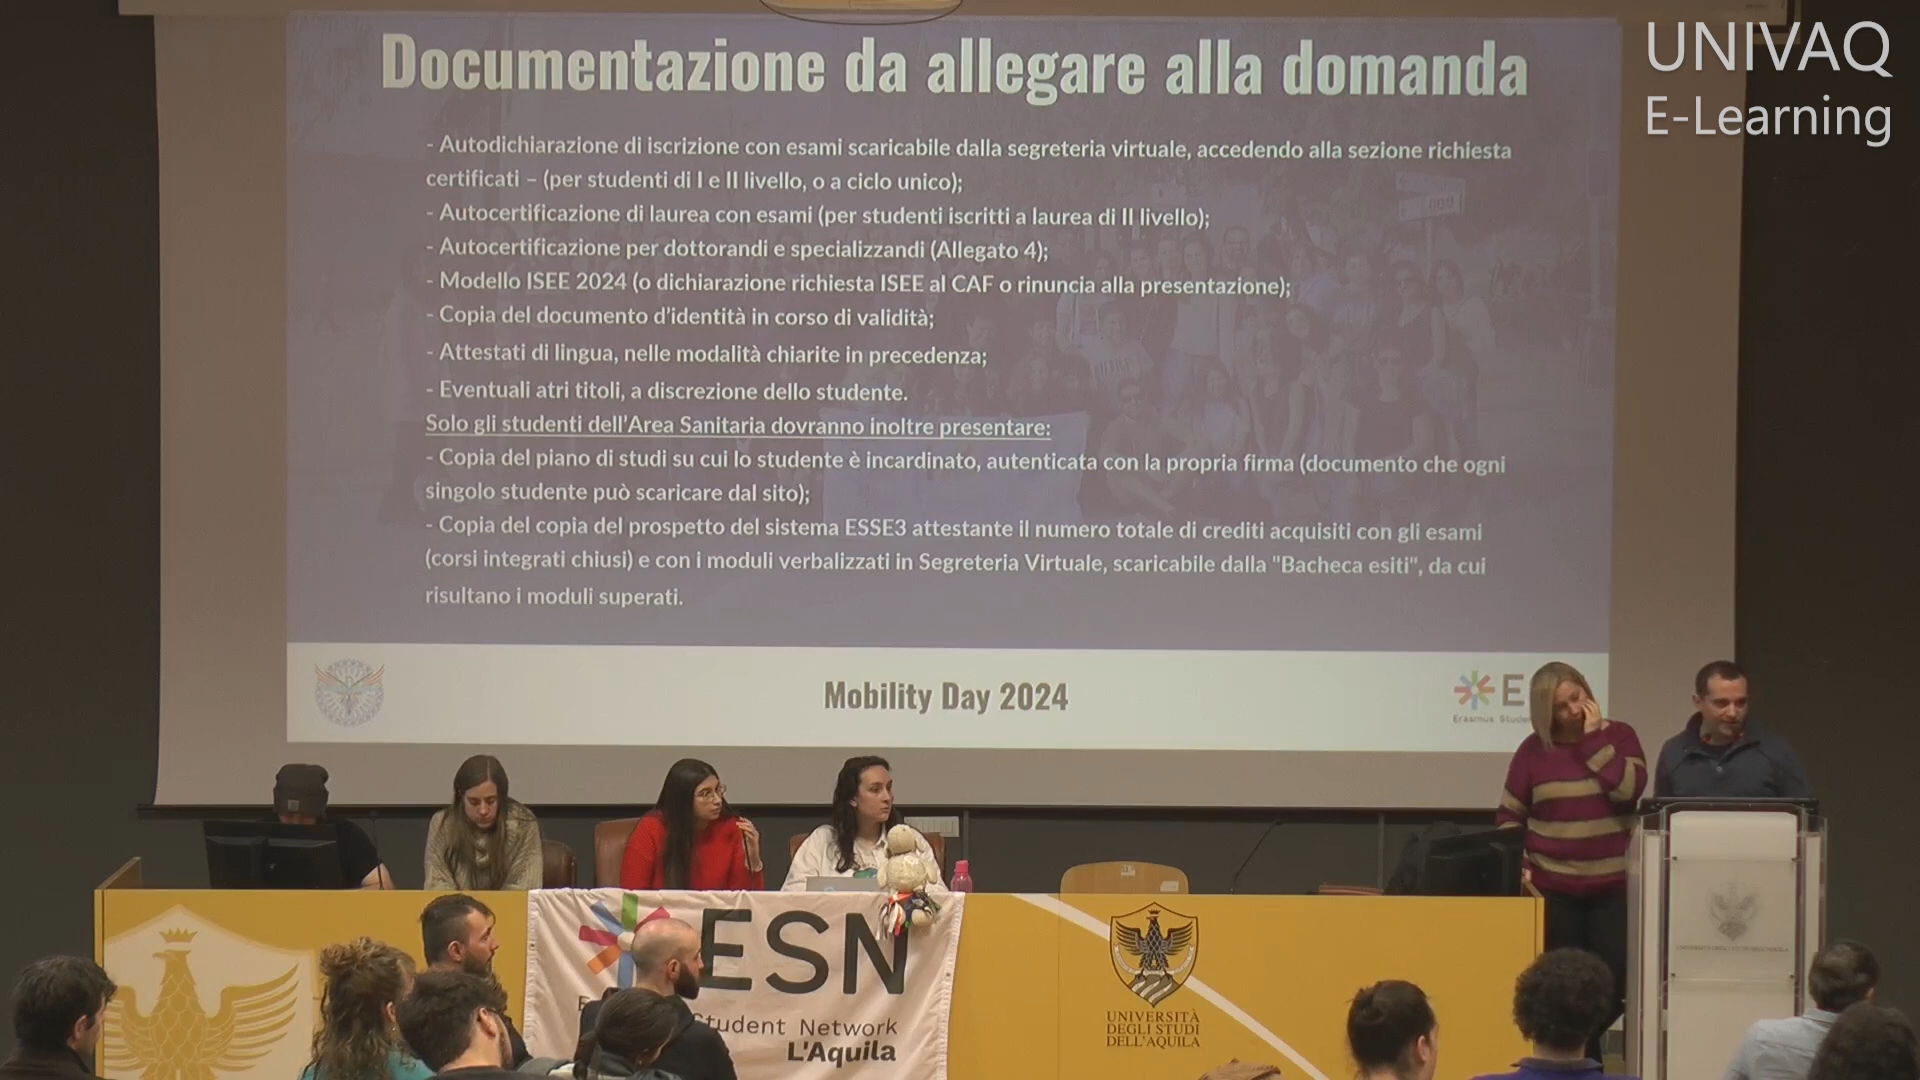 UNIVAQ
E-Learning
Documentazione da allegare alla domanda
- Autodichiarazione di iscrizione con esami scaricabile dalla segreteria virtuale, accedendo alla sezione richiesta
certificati – (per studenti di I e II livello, o a ciclo unico);
- Autocertificazione di laurea con esami (per studenti iscritti a laurea di II livello);
- Autocertificazione per dottorandi e specializzandi (Allegato 4);
- Modello ISEE 2024 (o dichiarazione richiesta ISEE al CAF o rinuncia alla presentazione);
- Copia del documento d'identità in corso di validità;
- Attestati di lingua, nelle modalità chiarite in precedenza;
- Eventuali atri titoli, a discrezione dello studente.
Solo gli studenti dell'Area Sanitaria dovranno inoltre presentare:
- Copia del piano di studi su cui lo studente è incardinato, autenticata con la propria firma (documento che ogni
singolo studente può scaricare dal sito);
- Copia del copia del prospetto del sistema ESSE3 attestante il numero totale di crediti acquisiti con gli esami
(corsi integrati chiusi) e con i moduli verbalizzati in Segreteria Virtuale, scaricabile dalla "Bacheca esiti", da cui
risultano i moduli superati.
Mobility Day 2024
Erasmus
ESN
Student Network
L'Aquila
UNIVERSITÀ
DEGLI STUDI
DELL'AQUILA